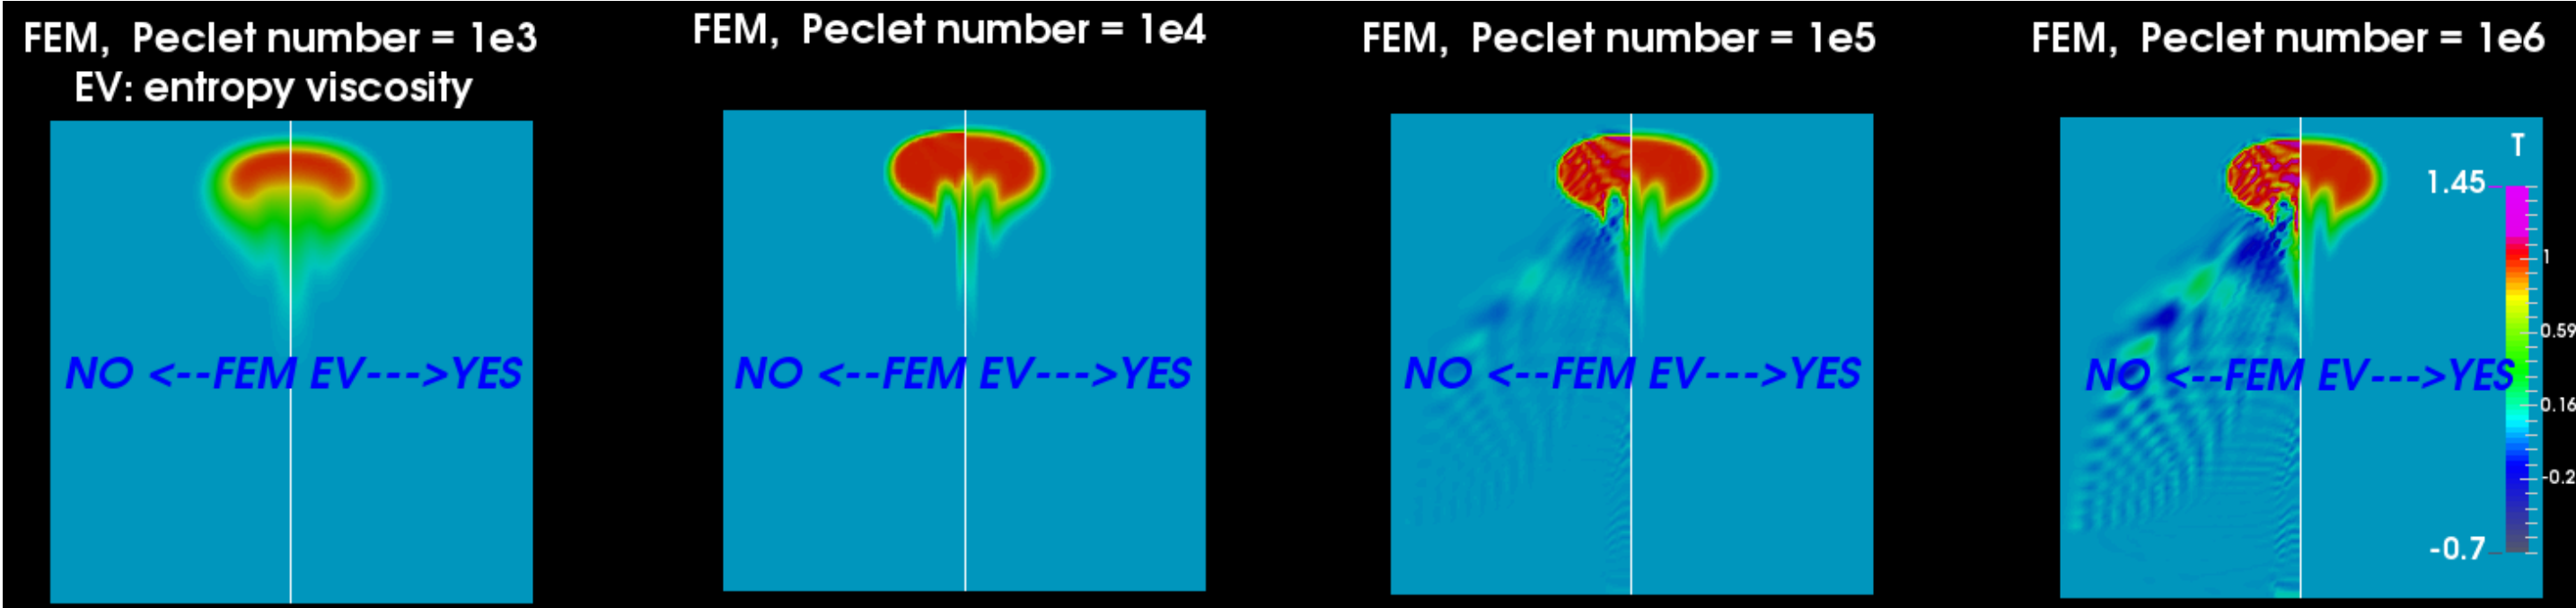 FEM, Peclet number = 1e3
EV: entropy viscosity
NO <--FEM EV--->YES
FEM, Peclet number = 1e4
NO <--FEM EV--->YES
FEM, Peclet number = 1e5
NO <--FEM EV--->YES
FEM, Peclet number = 1e6
NO <--FEM EV--->YES
T
1.45
1
0.59
0.16
-0.2
-0.7